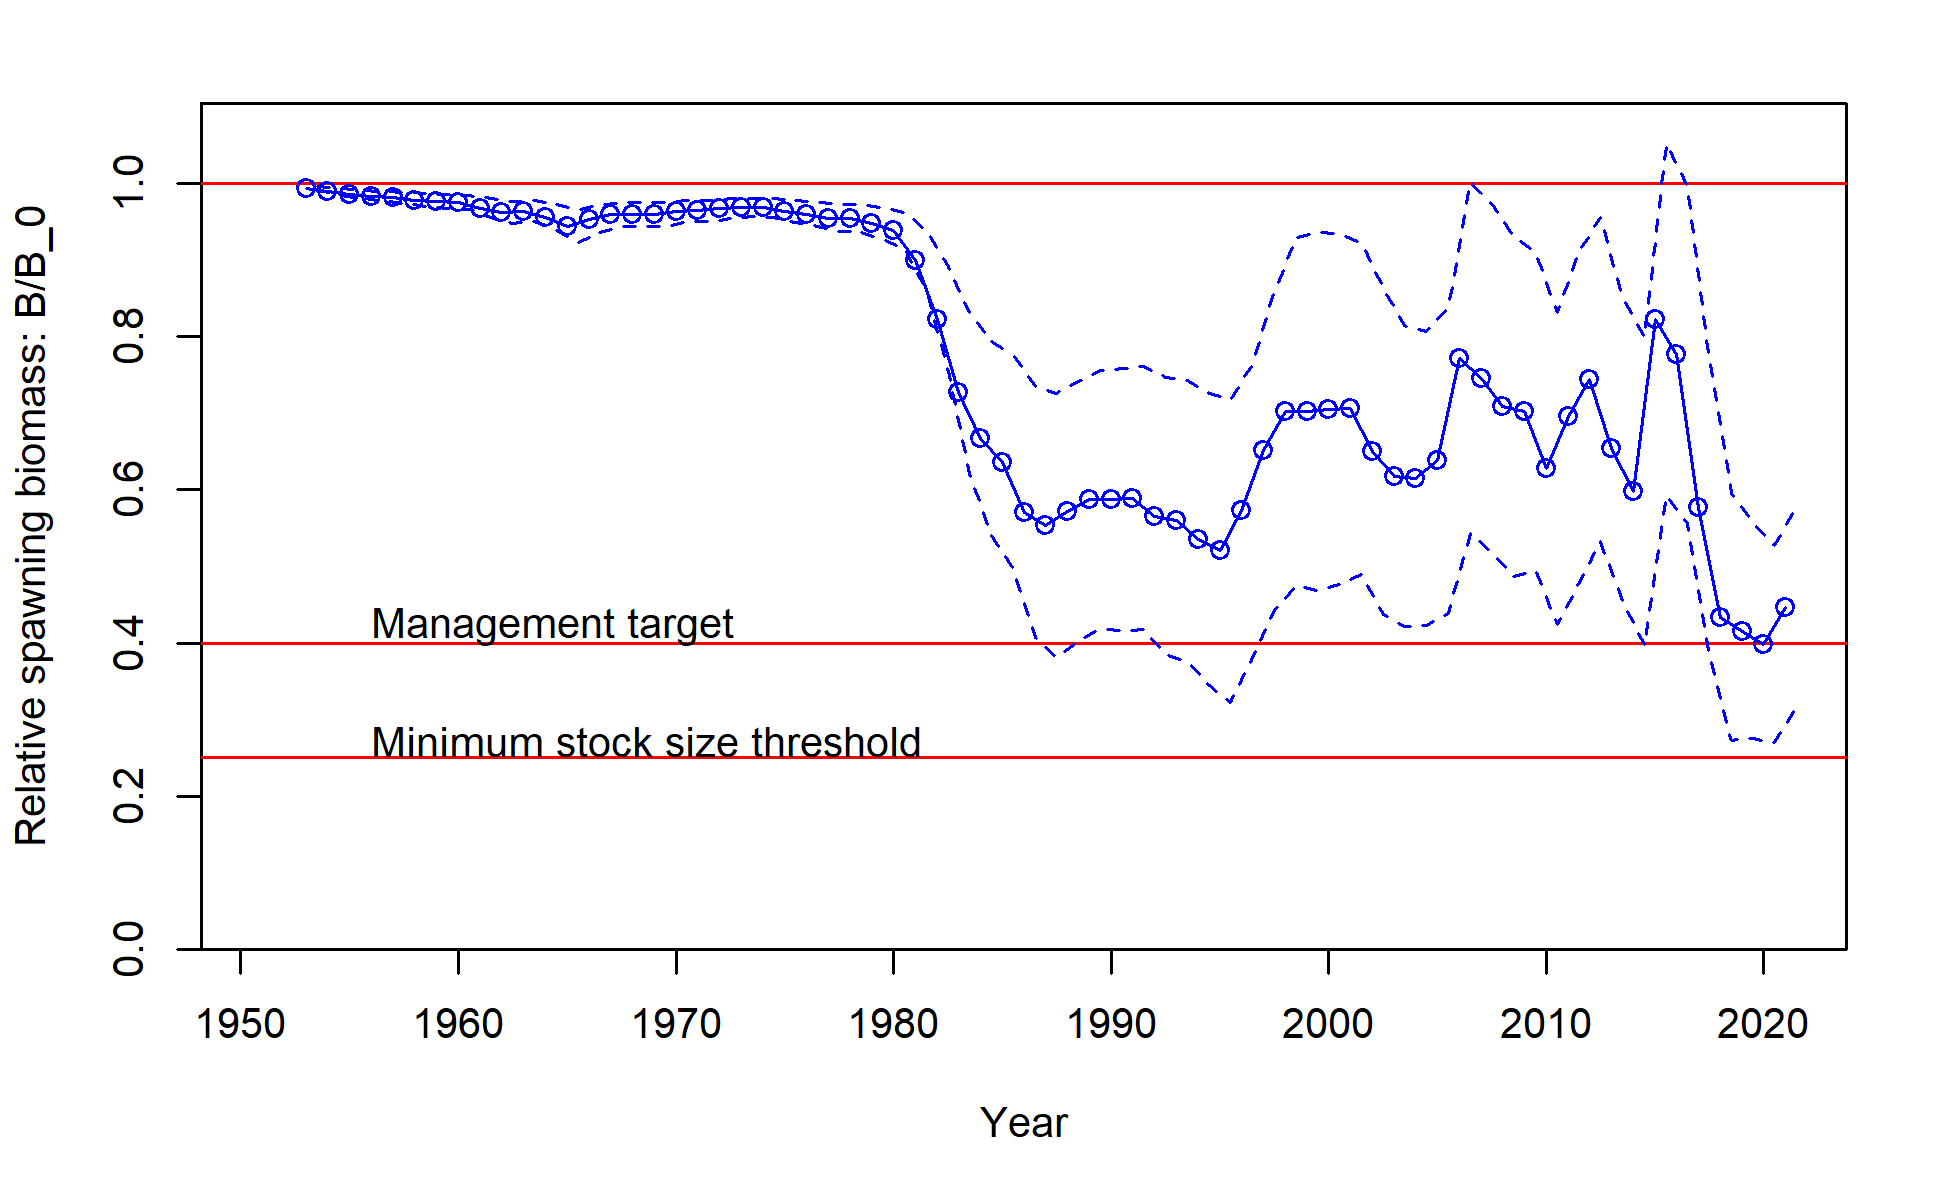 Relative spawning biomass: B/B_0
1.0
0.8
0.6
0.4
0.2
0.0
Management target
Minimum stock size threshold
1950 1960 1970 1980 1990 2000 2010 2020
Year